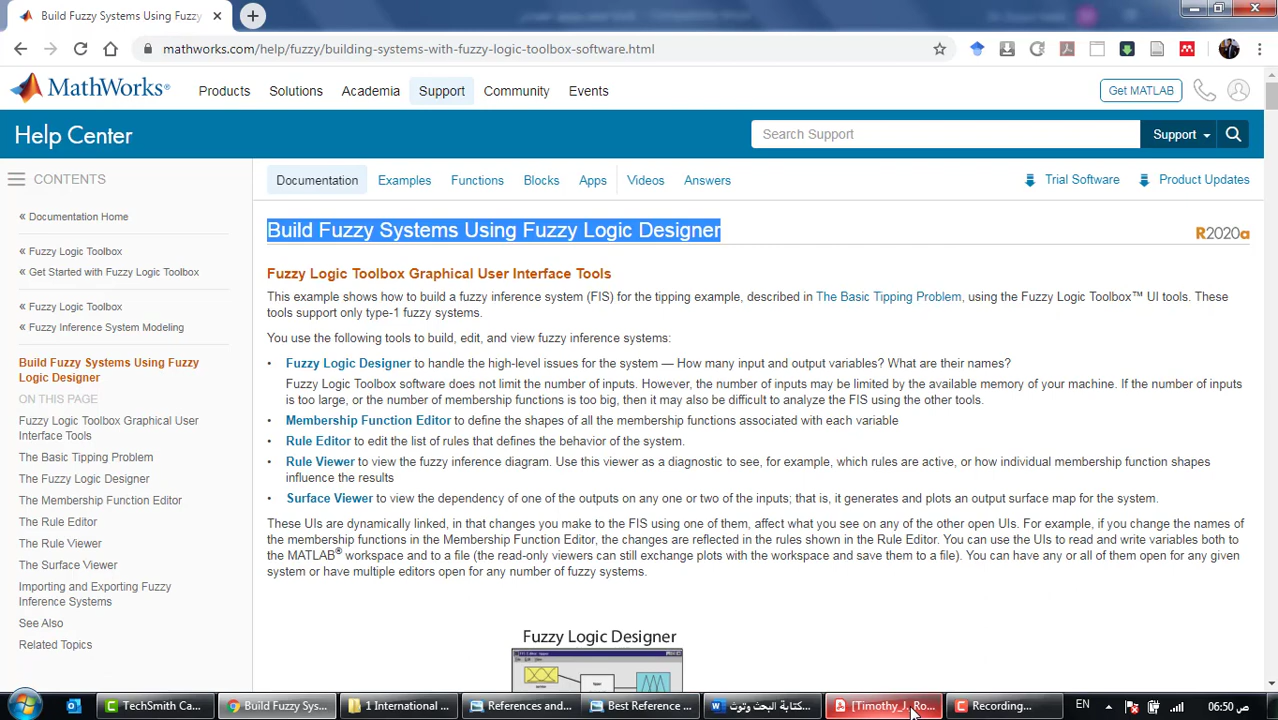 Build Fuzzy Systems Using Fuzzy
mathworks.com/help/fuzzy/building-systems-with-fuzzy-logic-toolbox-software.html
MathWorks®
Products Solutions Academia Support Community Events
Get MATLAB
Help Center
Search Support
Support
CONTENTS
Documentation Examples Functions Blocks Apps Videos Answers
Trial Software Product Updates
« Documentation Home
« Fuzzy Logic Toolbox
« Get Started with Fuzzy Logic Toolbox
« Fuzzy Logic Toolbox
« Fuzzy Inference System Modeling
Build Fuzzy Systems Using Fuzzy
Logic Designer
ON THIS PAGE
Fuzzy Logic Toolbox Graphical User
Interface Tools
The Basic Tipping Problem
The Fuzzy Logic Designer
The Membership Function Editor
The Rule Editor
The Rule Viewer
The Surface Viewer
Importing and Exporting Fuzzy
Inference Systems
See Also
Related Topics
Build Fuzzy Systems Using Fuzzy Logic Designer
R2020a
Fuzzy Logic Toolbox Graphical User Interface Tools
This example shows how to build a fuzzy inference system (FIS) for the tipping example, described in The Basic Tipping Problem, using the Fuzzy Logic Toolbox™ UI tools. These
tools support only type-1 fuzzy systems.
You use the following tools to build, edit, and view fuzzy inference systems:
• Fuzzy Logic Designer to handle the high-level issues for the system — How many input and output variables? What are their names?
Fuzzy Logic Toolbox software does not limit the number of inputs. However, the number of inputs may be limited by the available memory of your machine. If the number of inputs
is too large, or the number of membership functions is too big, then it may also be difficult to analyze the FIS using the other tools.
• Membership Function Editor to define the shapes of all the membership functions associated with each variable
• Rule Editor to edit the list of rules that defines the behavior of the system.
• Rule Viewer to view the fuzzy inference diagram. Use this viewer as a diagnostic to see, for example, which rules are active, or how individual membership function shapes
influence the results
• Surface Viewer to view the dependency of one of the outputs on any one or two of the inputs; that is, it generates and plots an output surface map for the system.
These UIs are dynamically linked, in that changes you make to the FIS using one of them, affect what you see on any of the other open UIs. For example, if you change the names of
the membership functions in the Membership Function Editor, the changes are reflected in the rules shown in the Rule Editor. You can use the UIs to read and write variables both to
the MATLAB® workspace and to a file (the read-only viewers can still exchange plots with the workspace and save them to a file). You can have any or all of them open for any given
system or have multiple editors open for any number of fuzzy systems.
Fuzzy Logic Designer
TechSmith Ca...
Build Fuzzy Sys...
1 International ...
References and...
Best Reference ...
كتابة البحث وتوث...
[Timothy_J._Ro...
Recording...
EN
06:50 ص